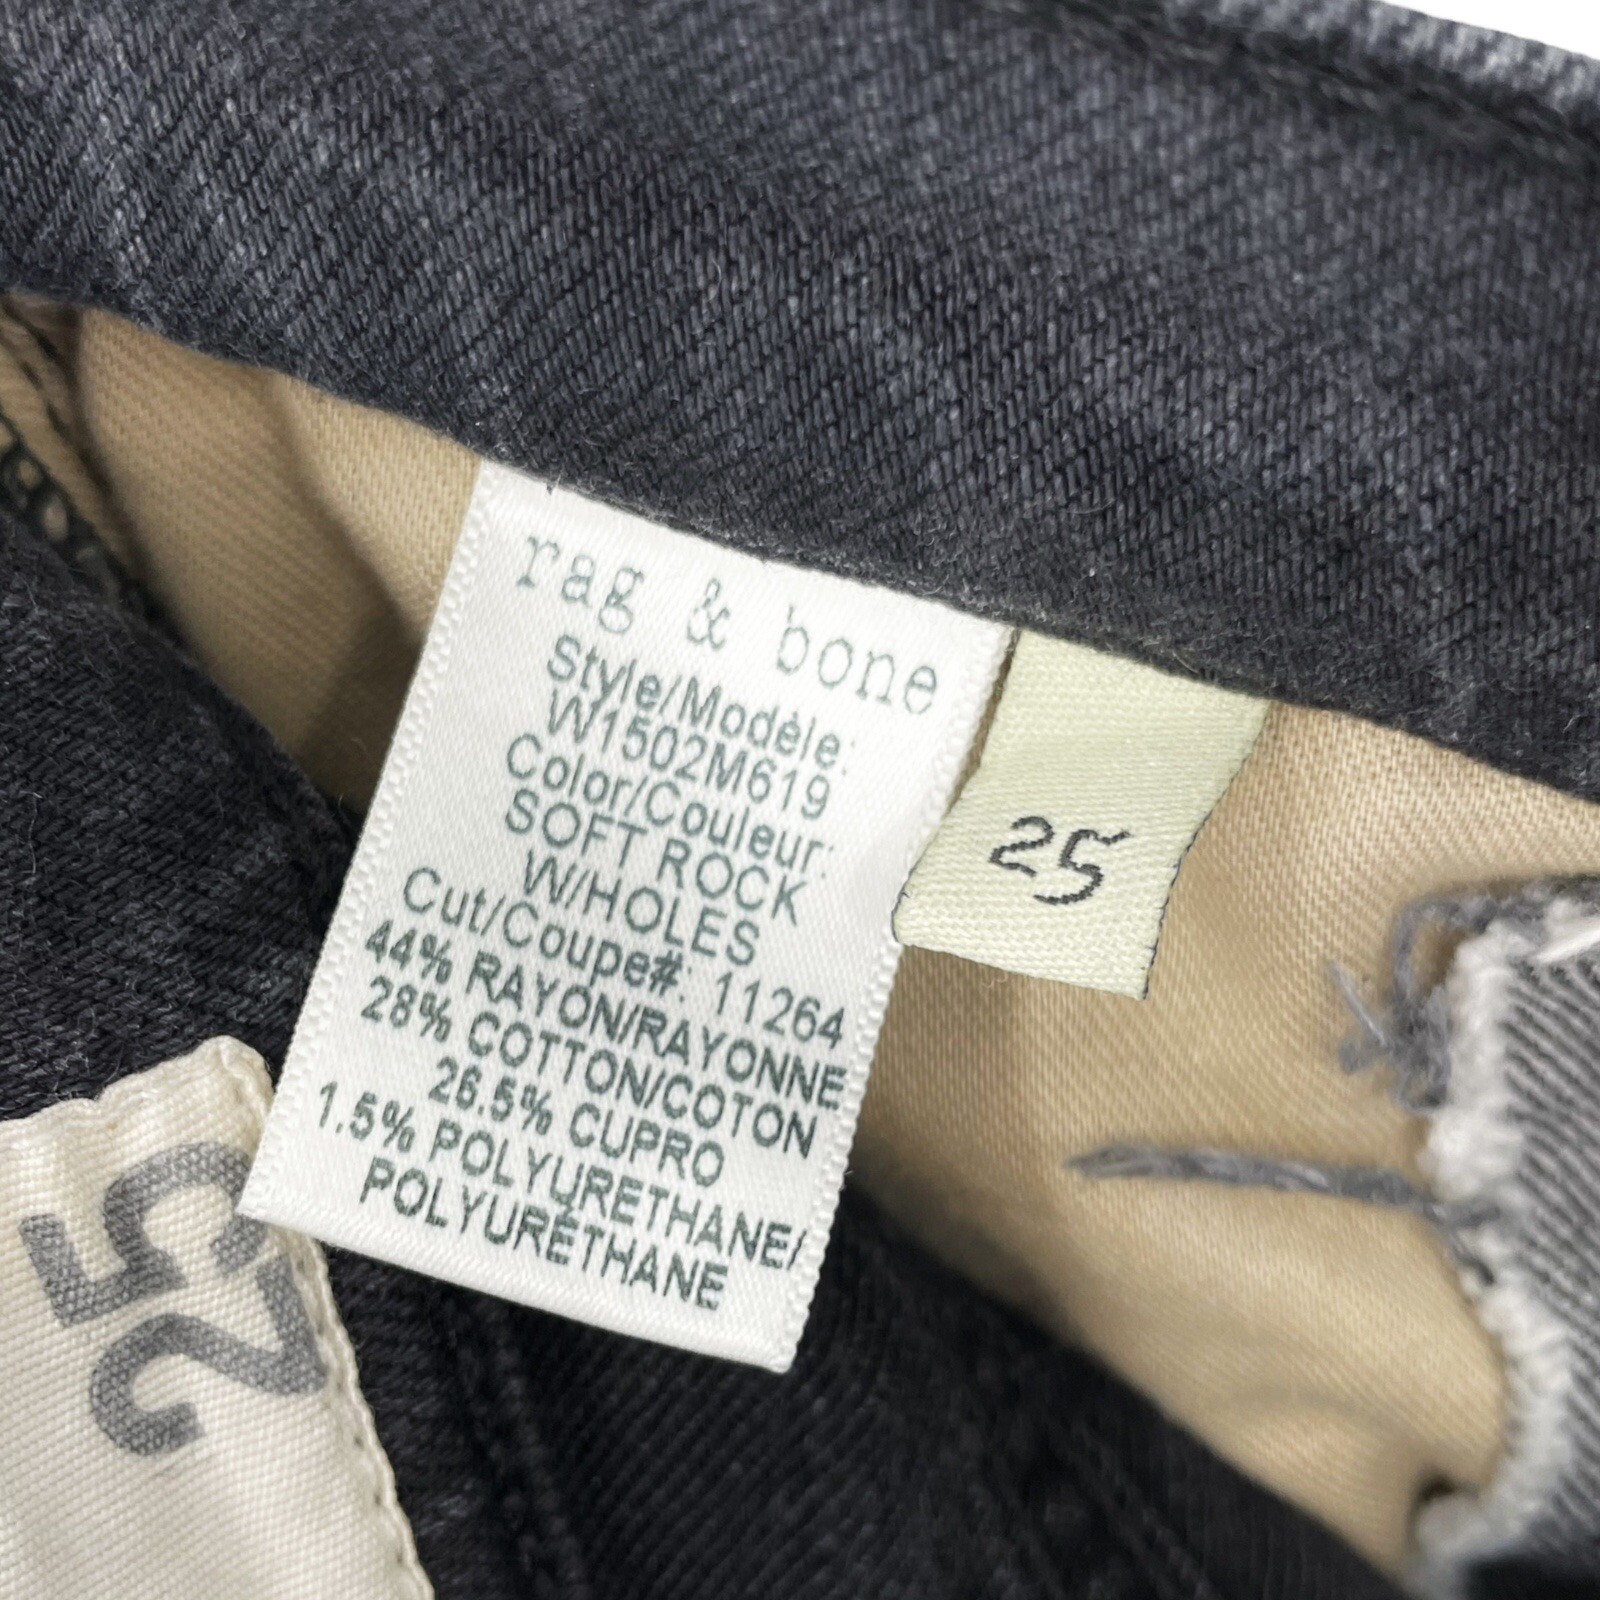 rag & bone
Style/Modèle:
W1502M619
Color/Couleur:
SOFT ROCK
W/HOLES
Cut/Coupe#: 11264
44% RAYON/RAYONNE
28% COTTON/COTON
26.5% CUPRO
1.5% POLYURETHANE/
POLYURÉTHANE
25
25